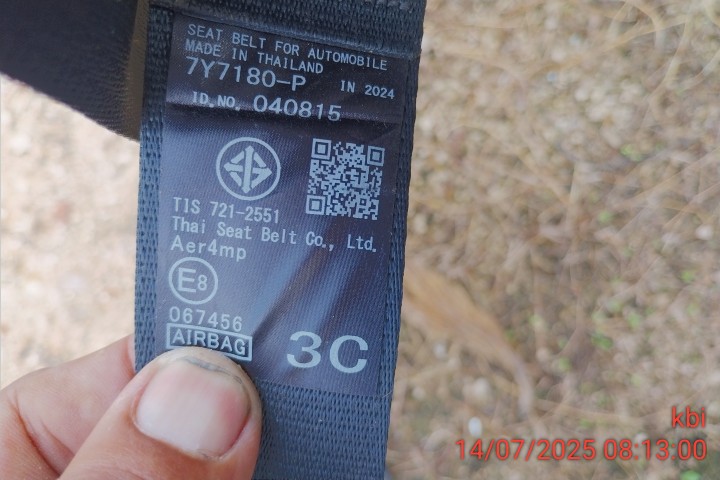 SEAT BELT FOR AUTOMOBILE
MADE IN THAILAND
7Y7180-P IN 2024
ID.NO. 040815
TIS 721-2551
Thai Seat Belt Co., Ltd.
Aer4mp
E8
067456
AIRBAG
3C
kbi
14/07/2025 08:13:00